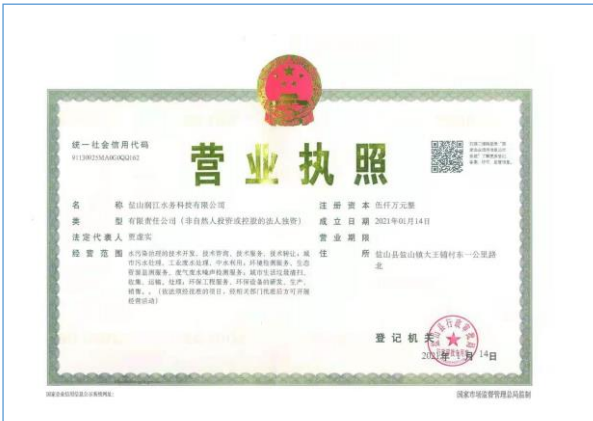 统一社会信用代码
营业执照
名 称 盐山润江水务科技有限公司
类 型 有限责任公司（非自然人投资或控股的法人独资）
法定代表人 贾虚实
经营范围 水污染治理的技术开发、技术咨询、技术服务、技术转让；城
市污水处理、工业废水处理、中水利用；环境检测服务、生态
资源监测服务、废气废水噪声检测服务；城市生活垃圾清扫、
收集、运输、处理；环保工程服务、环保设备的研发、生产、
销售。（依法须经批准的项目，经相关部门批准后方可开展
经营活动）
注册资本 伍仟万元整
成立日期 2021年01月14日
营业期限
住 所 盐山县盐山镇大王铺村东一公里路
北
登记机关
2021年 1月 14日
国家市场监督管理总局监制